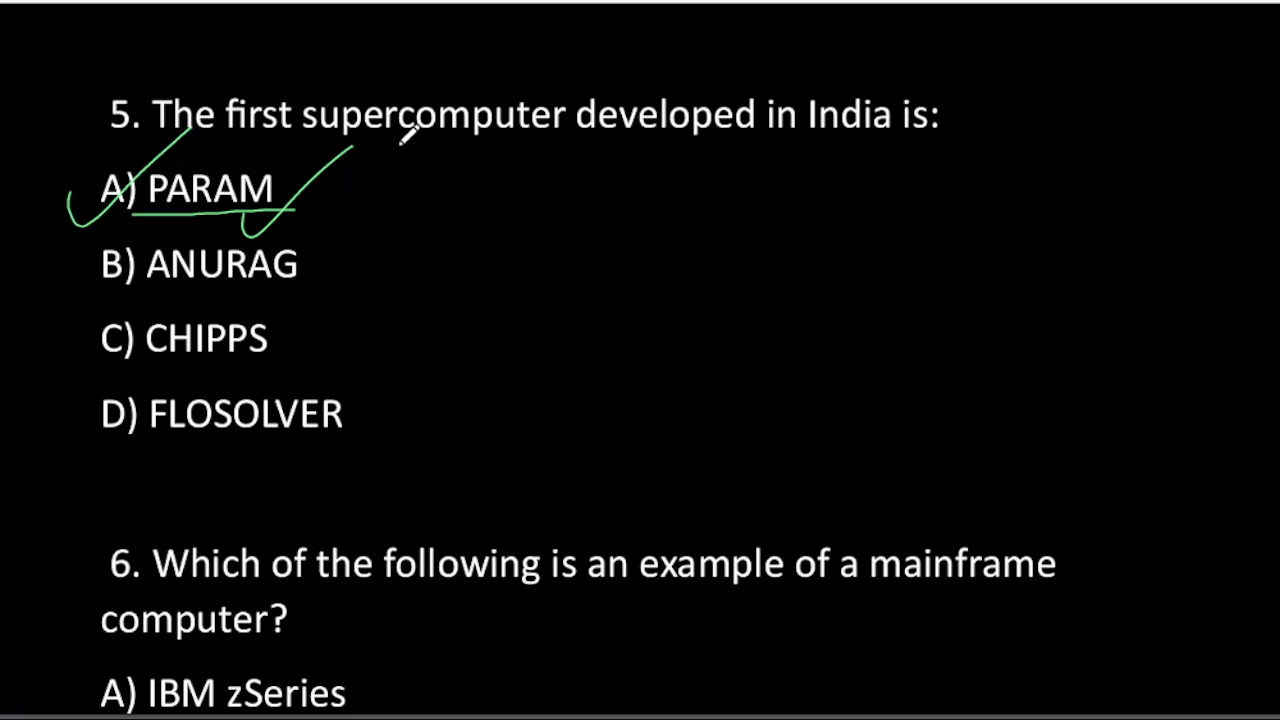 5. The first supercomputer developed in India is:
A) PARAM
B) ANURAG
C) CHIPPS
D) FLOSOLVER
6. Which of the following is an example of a mainframe
computer?
A) IBM zSeries